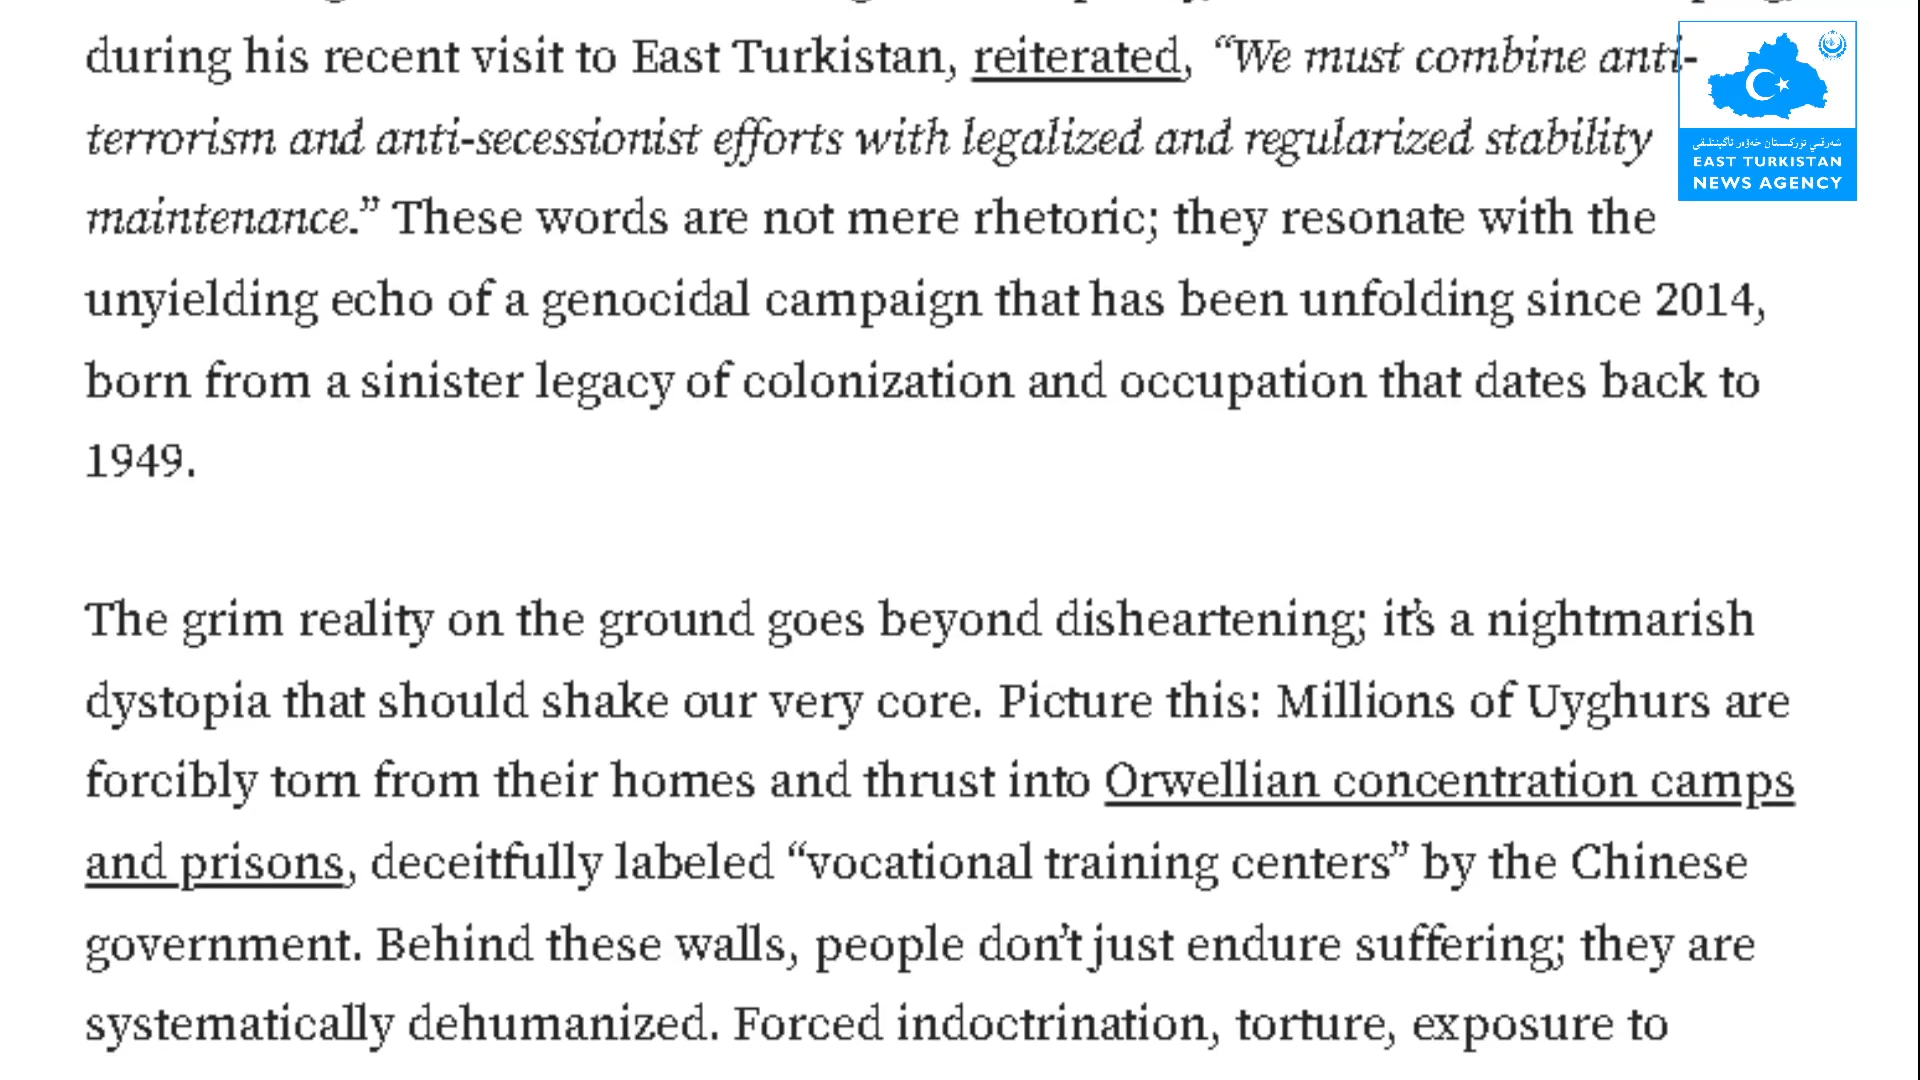 during his recent visit to East Turkistan, reiterated, “We must combine anti-
terrorism and anti-secessionist efforts with legalized and regularized stability
maintenance.” These words are not mere rhetoric; they resonate with the
unyielding echo of a genocidal campaign that has been unfolding since 2014,
born from a sinister legacy of colonization and occupation that dates back to
1949.
The grim reality on the ground goes beyond disheartening; it’s a nightmarish
dystopia that should shake our very core. Picture this: Millions of Uyghurs are
forcibly torn from their homes and thrust into Orwellian concentration camps
and prisons, deceitfully labeled “vocational training centers” by the Chinese
government. Behind these walls, people don’t just endure suffering; they are
systematically dehumanized. Forced indoctrination, torture, exposure to
شەرقىي تۈركىستان خەۋەر ئاگېنتلىقى
EAST TURKISTAN
NEWS AGENCY